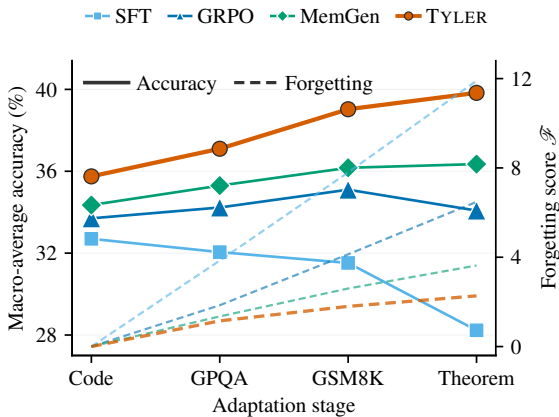 SFT GRPO MemGen TYLER
Accuracy Forgetting
Macro-average accuracy (%)
40
36
32
28
12
8
4
0
Forgetting score ℱ
Code GPQA GSM8K Theorem
Adaptation stage